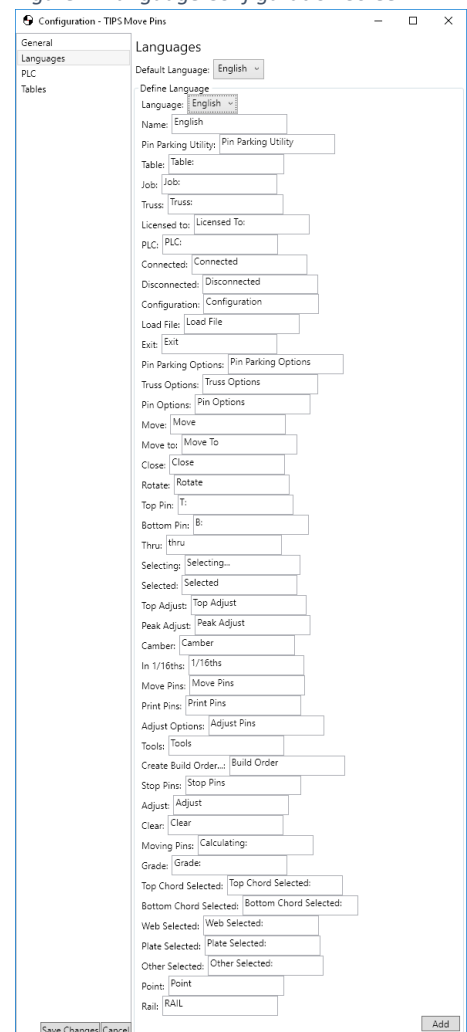 Configuration - TIPS Move Pins
General
Languages
PLC
Tables
Languages
Default Language: English
Define Language
Language: English
Name: English
Pin Parking Utility: Pin Parking Utility
Table: Table:
Job: Job:
Truss: Truss:
Licensed to: Licensed To:
PLC: PLC:
Connected: Connected
Disconnected: Disconnected
Configuration: Configuration
Load File: Load File
Exit: Exit
Pin Parking Options: Pin Parking Options
Truss Options: Truss Options
Pin Options: Pin Options
Move: Move
Move to: Move To
Close: Close
Rotate: Rotate
Top Pin: T:
Bottom Pin: B:
Thru: thru
Selecting: Selecting...
Selected: Selected
Top Adjust: Top Adjust
Peak Adjust: Peak Adjust
Camber: Camber
In 1/16ths: 1/16ths
Move Pins: Move Pins
Print Pins: Print Pins
Adjust Options: Adjust Pins
Tools: Tools
Create Build Order...: Build Order
Stop Pins: Stop Pins
Adjust: Adjust
Clear: Clear
Moving Pins: Calculating:
Grade: Grade:
Top Chord Selected: Top Chord Selected:
Bottom Chord Selected: Bottom Chord Selected:
Web Selected: Web Selected:
Plate Selected: Plate Selected:
Other Selected: Other Selected:
Point: Point
Rail: RAIL
Add
Save Changes Cancel